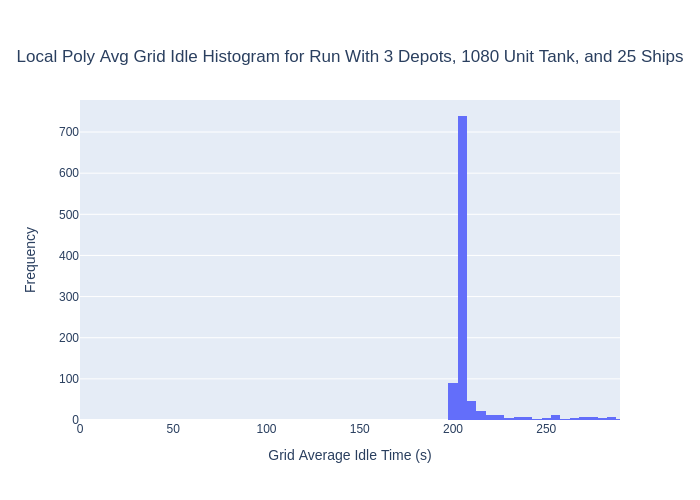 Local Poly Avg Grid Idle Histogram for Run With 3 Depots, 1080 Unit Tank, and 25 Ships
700
600
500
400
300
200
100
0
Frequency
0 50 100 150 200 250
Grid Average Idle Time (s)